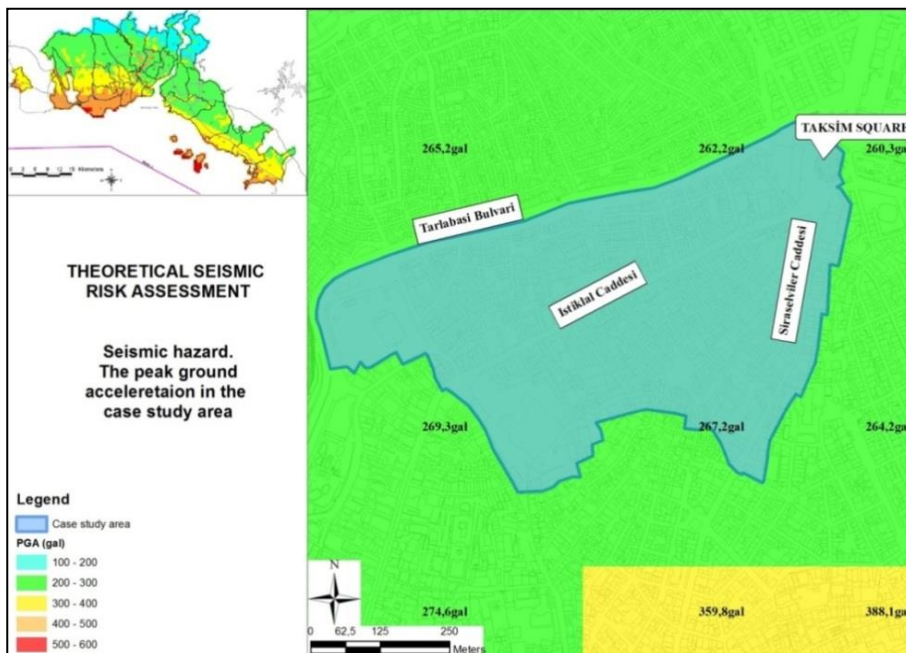 THEORETICAL SEISMIC
RISK ASSESSMENT
Seismic hazard.
The peak ground
acceleretaion in the
case study area
Legend
Case study area
PGA (gal)
100 - 200
200 - 300
300 - 400
400 - 500
500 - 600
TAKSİM SQUARE
265,2gal
262,2gal
260,3gal
Tarlabasi Bulvari
Istiklal Caddesi
Siraselviler Caddesi
269,3gal
267,2gal
264,2gal
274,6gal
359,8gal
388,1gal
N
0 62,5 125 250
Meters